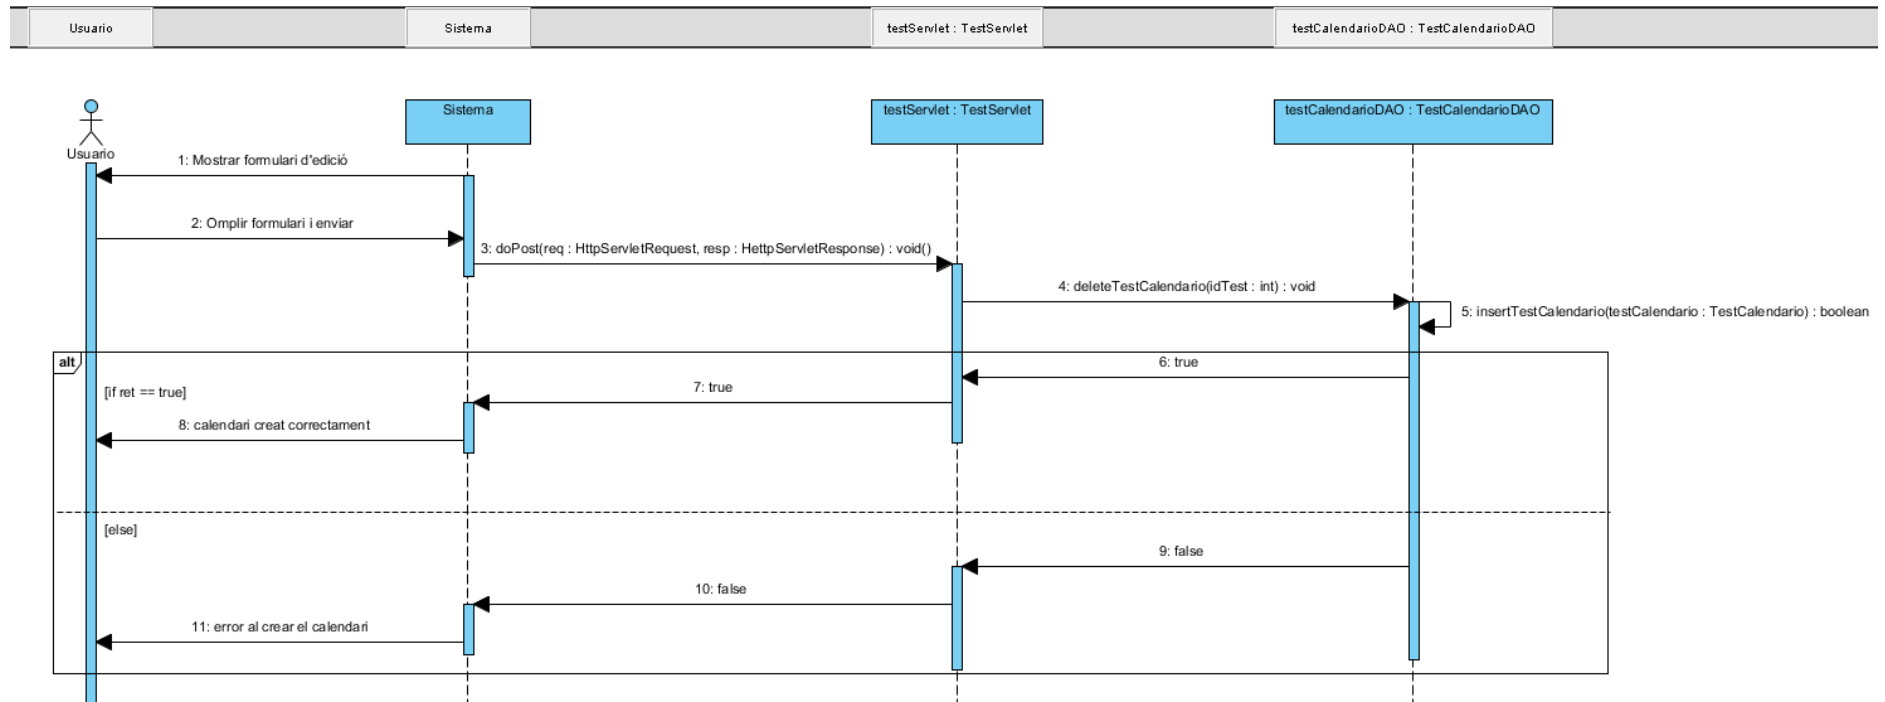 Usuario
Sistema
testServlet : TestServlet
testCalendarioDAO : TestCalendarioDAO
Sistema
testServlet : TestServlet
testCalendarioDAO : TestCalendarioDAO
Usuario
1: Mostrar formulari d'edició
2: Omplir formulari i enviar
3: doPost(req : HttpServletRequest, resp : HettpServletResponse) : void()
4: deleteTestCalendario(idTest : int) : void
5: insertTestCalendario(testCalendario : TestCalendario) : boolean
alt
6: true
[if ret == true]
7: true
8: calendari creat correctament
[else]
9: false
10: false
11: error al crear el calendari